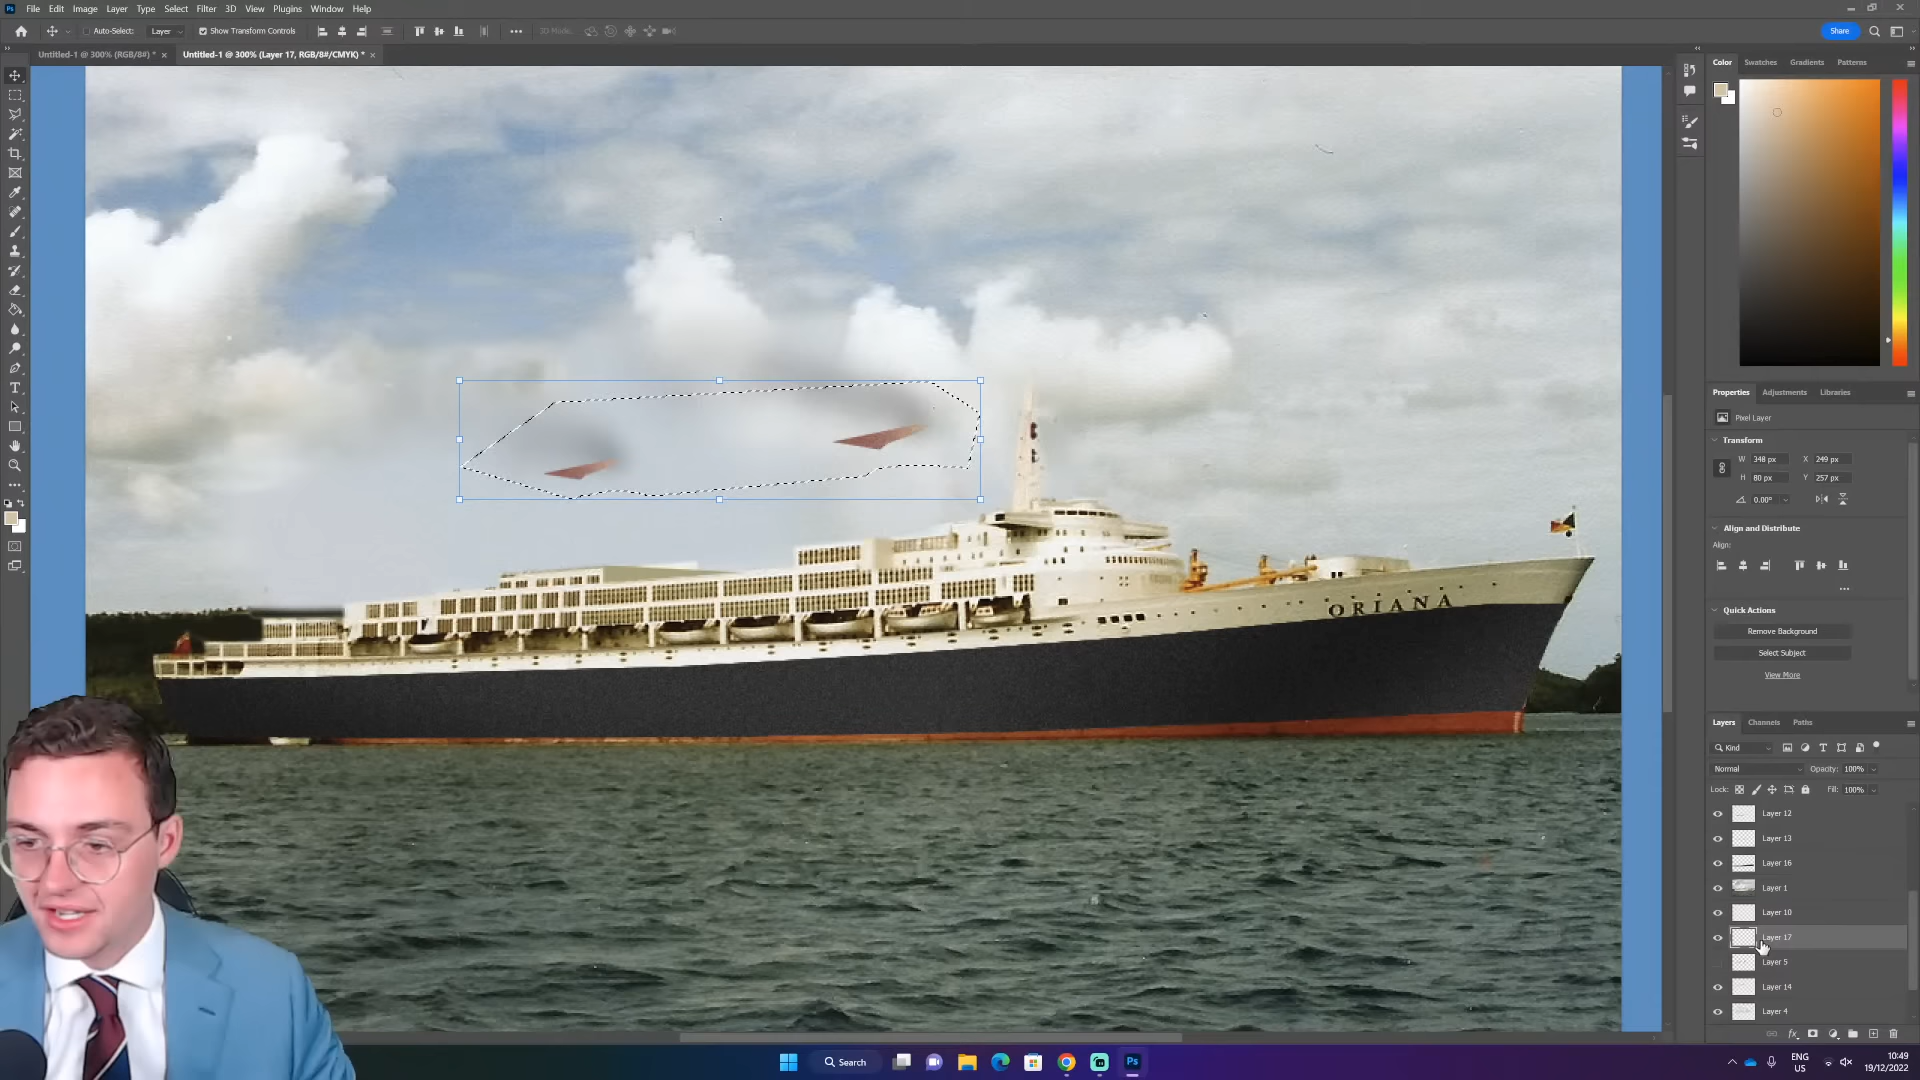 File Edit Image Layer Type Select Filter 3D View Plugins Window Help
Auto-Select: Layer Show Transform Controls 3D Mode: Share
Untitled-1 @ 300% (RGB/8#) * × Untitled-1 @ 300% (Layer 17, RGB/8#/CMYK) * ×
Color Swatches Gradients Patterns
Properties Adjustments Libraries
Pixel Layer
Transform
W 348 px X 249 px
H 80 px Y 257 px
0.00°
Align and Distribute
Align:
Quick Actions
Remove Background
Select Subject
View More
ORIANA
Layers Channels Paths
Kind
Normal Opacity: 100%
Lock: Fill: 100%
Layer 12
Layer 13
Layer 16
Layer 1
Layer 10
Layer 17
Layer 5
Layer 14
Layer 4
fx
Search
Ps
ENG
US
10:49
19/12/2022